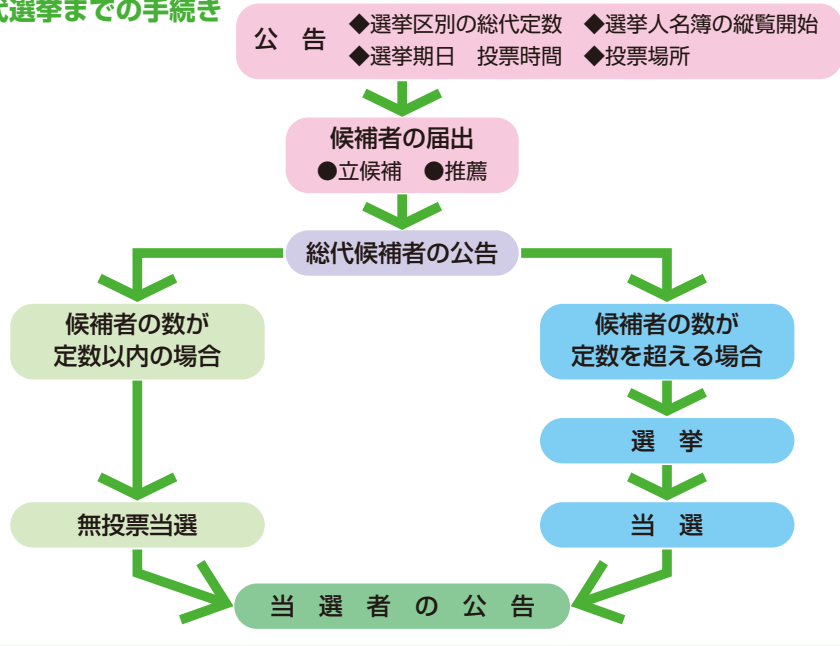 代選挙までの手続き
公　告
◆選挙区別の総代定数　◆選挙人名簿の縦覧開始
◆選挙期日　投票時間　◆投票場所
候補者の届出
●立候補　●推薦
総代候補者の公告
候補者の数が
定数以内の場合
候補者の数が
定数を超える場合
選　挙
無投票当選
当　選
当　選　者　の　公　告